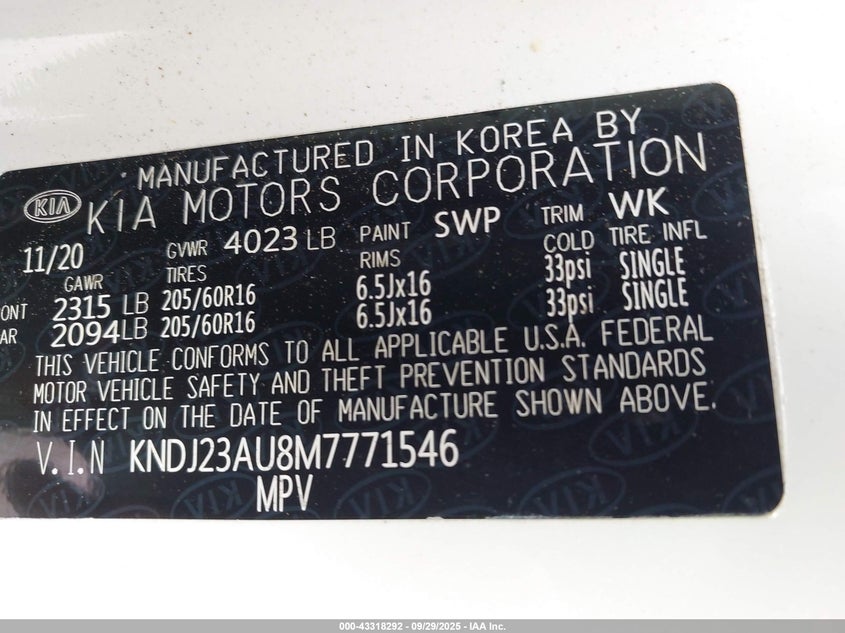 MANUFACTURED IN KOREA BY
KIA KIA MOTORS CORPORATION
11/20 GVWR 4023 LB PAINT SWP TRIM WK
GAWR TIRES RIMS COLD TIRE INFL
ONT 2315 LB 205/60R16 6.5Jx16 33psi SINGLE
AR 2094 LB 205/60R16 6.5Jx16 33psi SINGLE
THIS VEHICLE CONFORMS TO ALL APPLICABLE U.S.A. FEDERAL
MOTOR VEHICLE SAFETY AND THEFT PREVENTION STANDARDS
IN EFFECT ON THE DATE OF MANUFACTURE SHOWN ABOVE.
V.I.N KNDJ23AU8M7771546
MPV
000-43318292 - 09/29/2025 - IAA Inc.